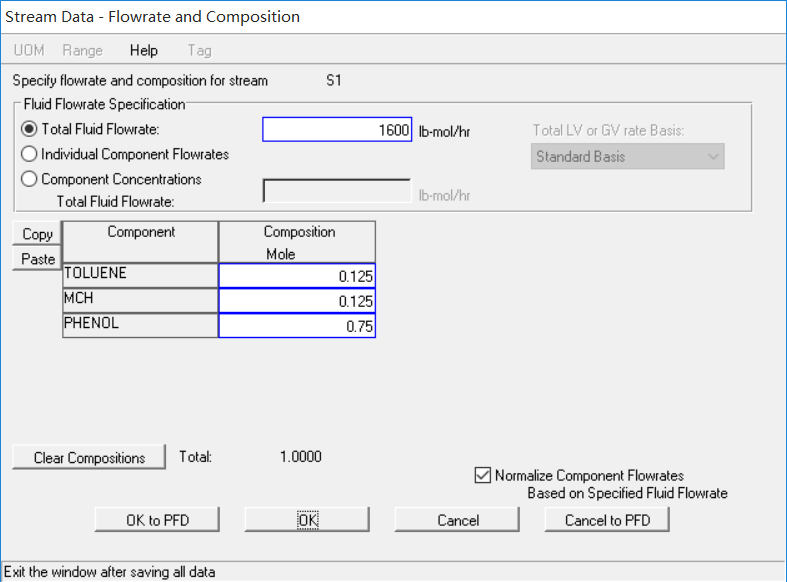 Stream Data - Flowrate and Composition
UOM Range Help Tag
Specify flowrate and composition for stream S1
Fluid Flowrate Specification
Total Fluid Flowrate: 1600 lb-mol/hr Total LV or GV rate Basis:
Individual Component Flowrates Standard Basis
Component Concentrations
Total Fluid Flowrate: lb-mol/hr
Copy Component Composition
Paste Mole
TOLUENE 0.125
MCH 0.125
PHENOL 0.75
Clear Compositions Total: 1.0000
Normalize Component Flowrates
Based on Specified Fluid Flowrate
OK to PFD OK Cancel Cancel to PFD
Exit the window after saving all data